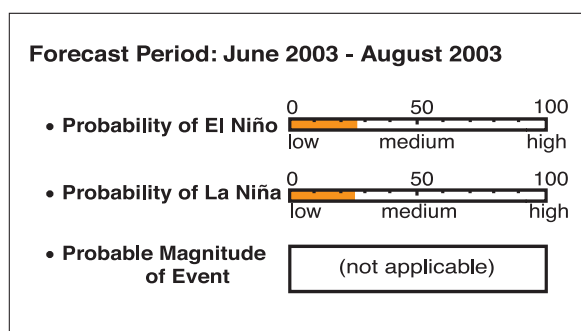 Forecast Period: June 2003 - August 2003
0 50 100
• Probability of El Niño
low medium high
0 50 100
• Probability of La Niña
low medium high
• Probable Magnitude
of Event
(not applicable)